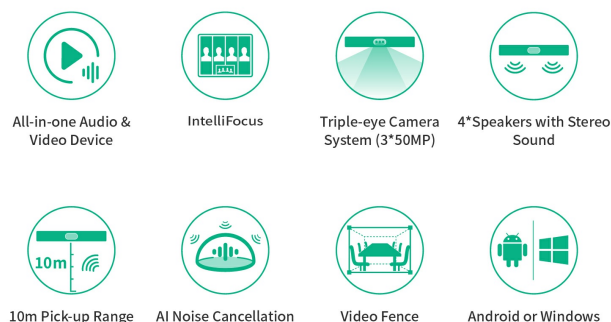 All-in-one Audio &
Video Device
IntelliFocus
Triple-eye Camera
System (3*50MP)
4*Speakers with Stereo
Sound
10m
10m Pick-up Range
AI Noise Cancellation
Video Fence
Android or Windows